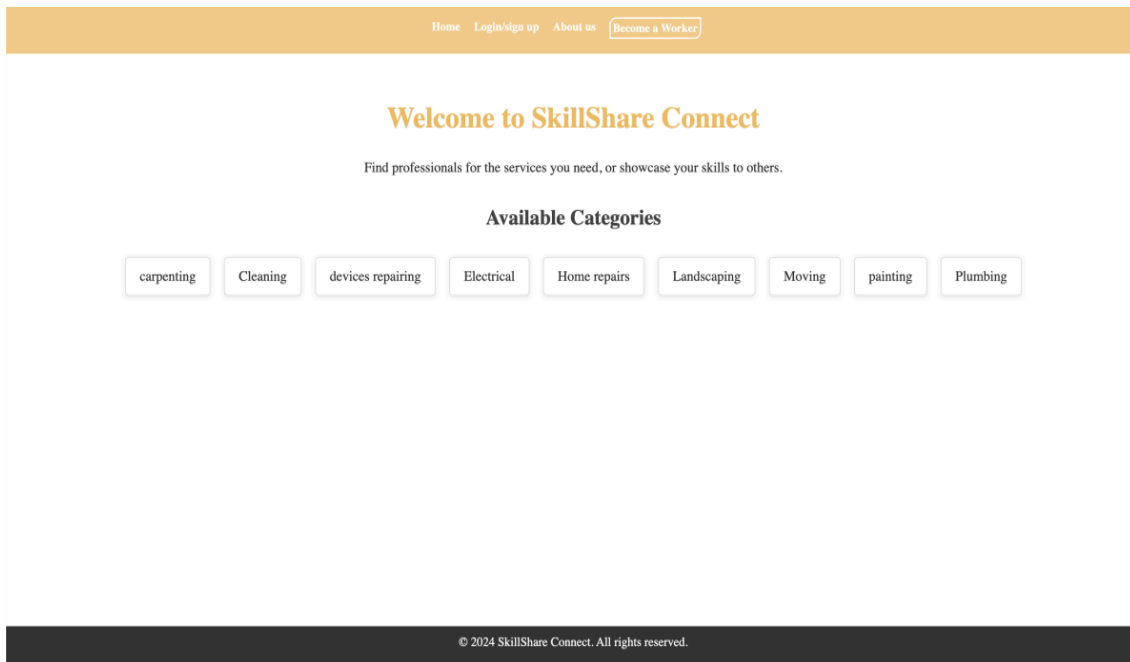 Home Login/sign up About us Become a Worker
Welcome to SkillShare Connect
Find professionals for the services you need, or showcase your skills to others.
Available Categories
carpenting Cleaning devices repairing Electrical Home repairs Landscaping Moving painting Plumbing
© 2024 SkillShare Connect. All rights reserved.